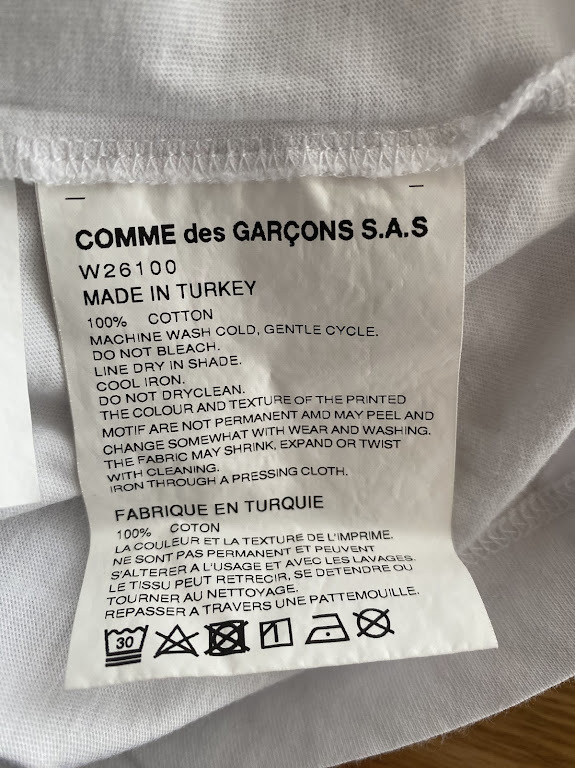 COMME des GARÇONS S.A.S
W26100
MADE IN TURKEY
100% COTTON
MACHINE WASH COLD, GENTLE CYCLE.
DO NOT BLEACH.
LINE DRY IN SHADE.
COOL IRON.
DO NOT DRYCLEAN.
THE COLOUR AND TEXTURE OF THE PRINTED
MOTIF ARE NOT PERMANENT AMD MAY PEEL AND
CHANGE SOMEWHAT WITH WEAR AND WASHING.
THE FABRIC MAY SHRINK, EXPAND OR TWIST
WITH CLEANING.
IRON THROUGH A PRESSING CLOTH.
FABRIQUE EN TURQUIE
100% COTON
LA COULEUR ET LA TEXTURE DE L'IMPRIME.
NE SONT PAS PERMANENT ET PEUVENT
S'ALTERER A L'USAGE ET AVEC LES LAVAGES.
LE TISSU PEUT RETRECIR, SE DETENDRE OU
TOURNER AU NETTOYAGE.
REPASSER A TRAVERS UNE PATTEMOUILLE.
30